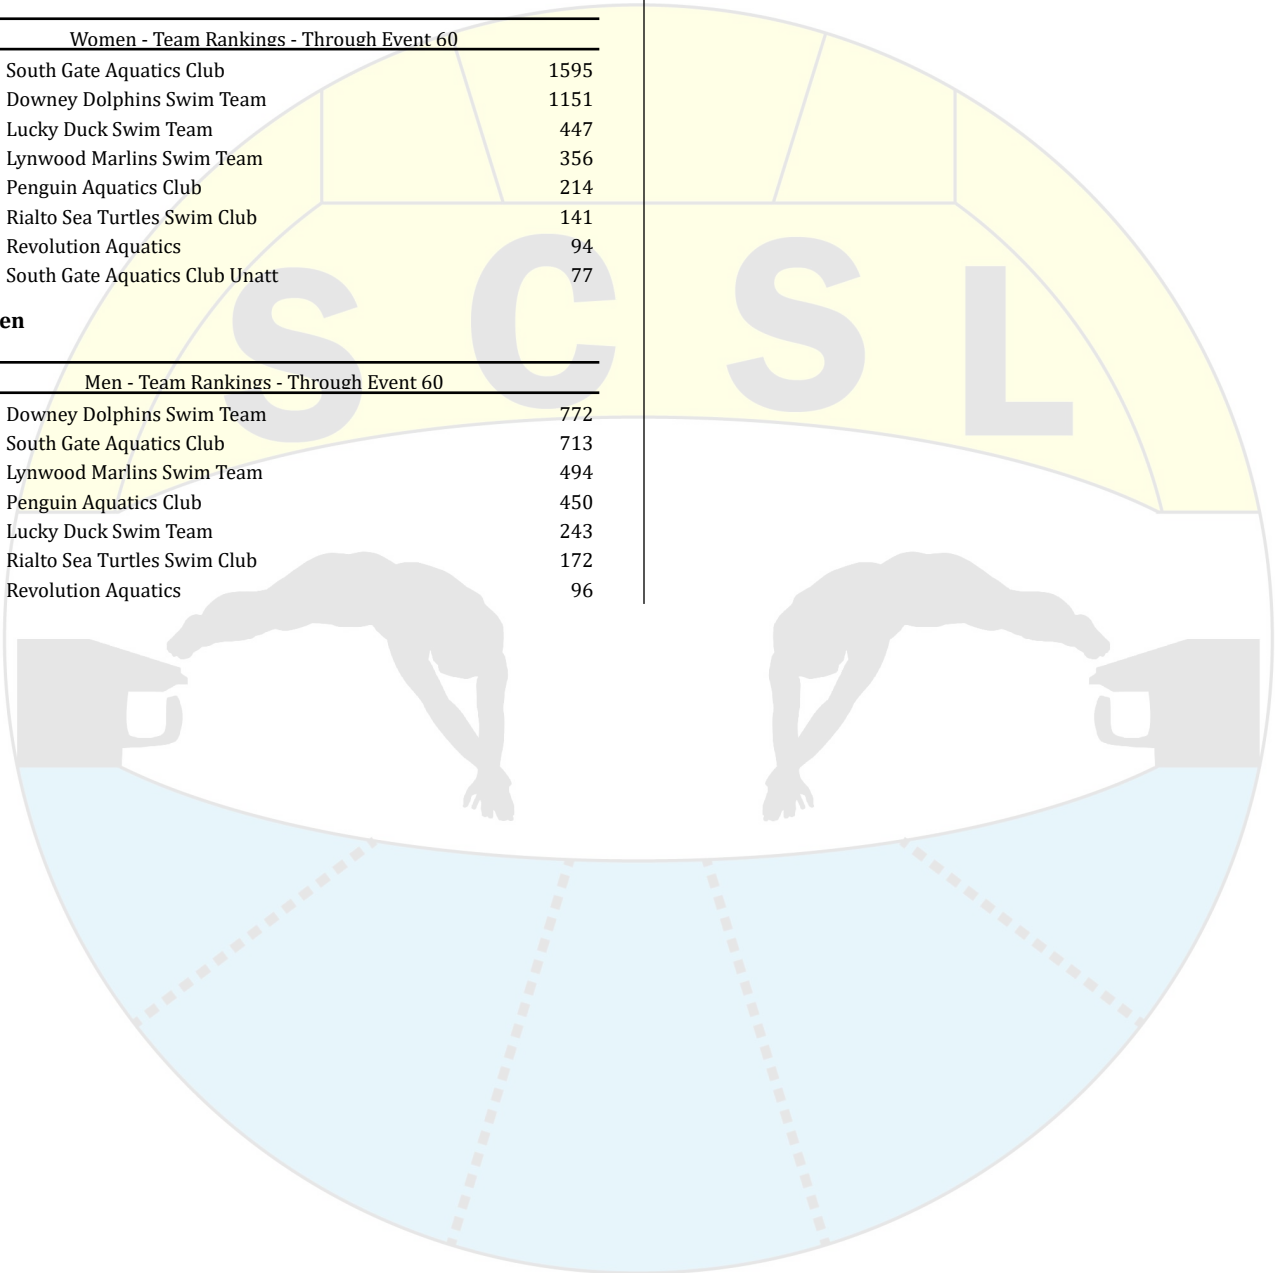 Women - Team Rankings - Through Event 60
South Gate Aquatics Club 1595
Downey Dolphins Swim Team 1151
Lucky Duck Swim Team 447
Lynwood Marlins Swim Team 356
Penguin Aquatics Club 214
Rialto Sea Turtles Swim Club 141
Revolution Aquatics 94
South Gate Aquatics Club Unatt 77
en
Men - Team Rankings - Through Event 60
Downey Dolphins Swim Team 772
South Gate Aquatics Club 713
Lynwood Marlins Swim Team 494
Penguin Aquatics Club 450
Lucky Duck Swim Team 243
Rialto Sea Turtles Swim Club 172
Revolution Aquatics 96
SCSL